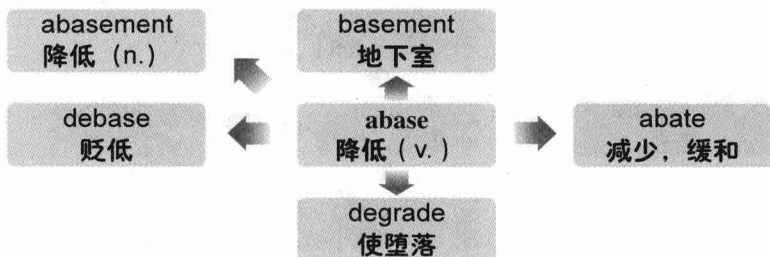 abasement
降低（n.）
basement
地下室
debase
贬低
abase
降低（v.）
abate
减少，缓和
degrade
使堕落